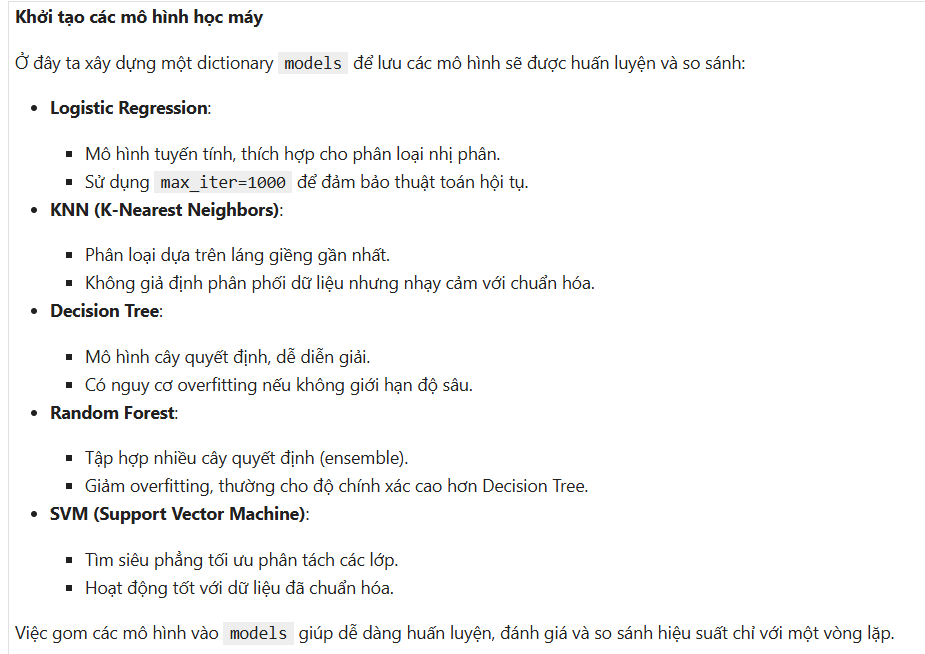 Khởi tạo các mô hình học máy
Ở đây ta xây dựng một dictionary models để lưu các mô hình sẽ được huấn luyện và so sánh:
• Logistic Regression:
▪ Mô hình tuyến tính, thích hợp cho phân loại nhị phân.
▪ Sử dụng max_iter=1000 để đảm bảo thuật toán hội tụ.
• KNN (K-Nearest Neighbors):
▪ Phân loại dựa trên láng giềng gần nhất.
▪ Không giả định phân phối dữ liệu nhưng nhạy cảm với chuẩn hóa.
• Decision Tree:
▪ Mô hình cây quyết định, dễ diễn giải.
▪ Có nguy cơ overfitting nếu không giới hạn độ sâu.
• Random Forest:
▪ Tập hợp nhiều cây quyết định (ensemble).
▪ Giảm overfitting, thường cho độ chính xác cao hơn Decision Tree.
• SVM (Support Vector Machine):
▪ Tìm siêu phẳng tối ưu phân tách các lớp.
▪ Hoạt động tốt với dữ liệu đã chuẩn hóa.
Việc gom các mô hình vào models giúp dễ dàng huấn luyện, đánh giá và so sánh hiệu suất chỉ với một vòng lặp.